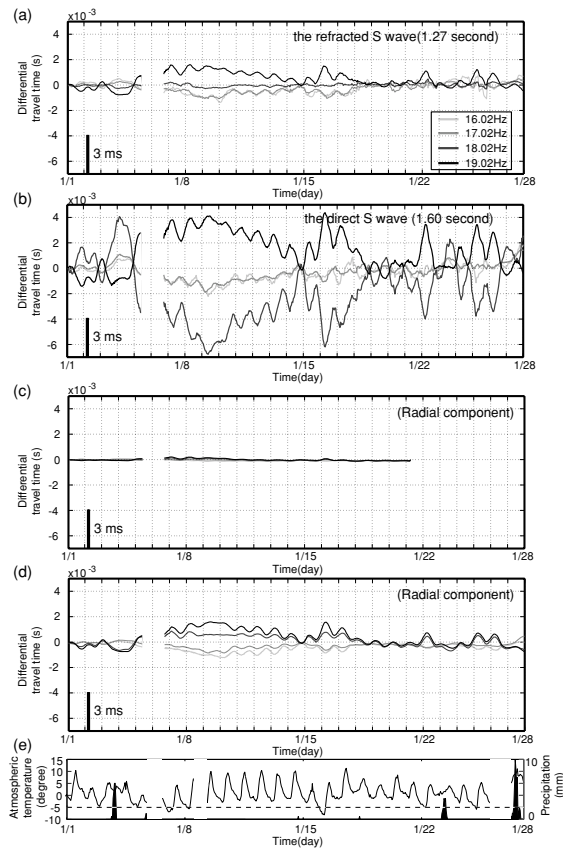 (a)
x10⁻³
the refracted S wave(1.27 second)
4
2
0
-2
-4
-6
Differential
travel time (s)
3 ms
16.02Hz
17.02Hz
18.02Hz
19.02Hz
1/1 1/8 1/15 1/22 1/28
Time(day)
(b)
x10⁻³
the direct S wave (1.60 second)
4
2
0
-2
-4
-6
Differential
travel time (s)
3 ms
1/1 1/8 1/15 1/22 1/28
Time(day)
(c)
x10⁻³
(Radial component)
4
2
0
-2
-4
-6
Differential
travel time (s)
3 ms
1/1 1/8 1/15 1/22 1/28
Time(day)
(d)
x10⁻³
(Radial component)
4
2
0
-2
-4
-6
Differential
travel time (s)
3 ms
1/1 1/8 1/15 1/22 1/28
Time(day)
(e)
15
10
5
0
-5
-10
Atmospheric
temperature
(degree)
10
0
Precipitation
(mm)
1/1 1/8 1/15 1/22 1/28
Time(day)